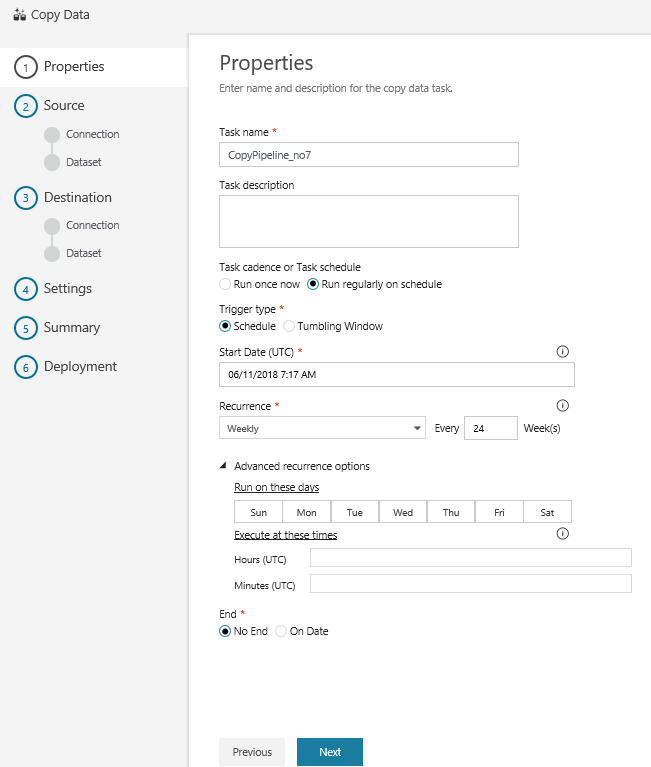 Copy Data
1 Properties
2 Source
Connection
Dataset
3 Destination
Connection
Dataset
4 Settings
5 Summary
6 Deployment
Properties
Enter name and description for the copy data task.
Task name *
CopyPipeline_no7
Task description
Task cadence or Task schedule
Run once now Run regularly on schedule
Trigger type *
Schedule Tumbling Window
Start Date (UTC) *
06/11/2018 7:17 AM
Recurrence *
Weekly Every 24 Week(s)
Advanced recurrence options
Run on these days
Sun Mon Tue Wed Thu Fri Sat
Execute at these times
Hours (UTC)
Minutes (UTC)
End *
No End On Date
Previous Next